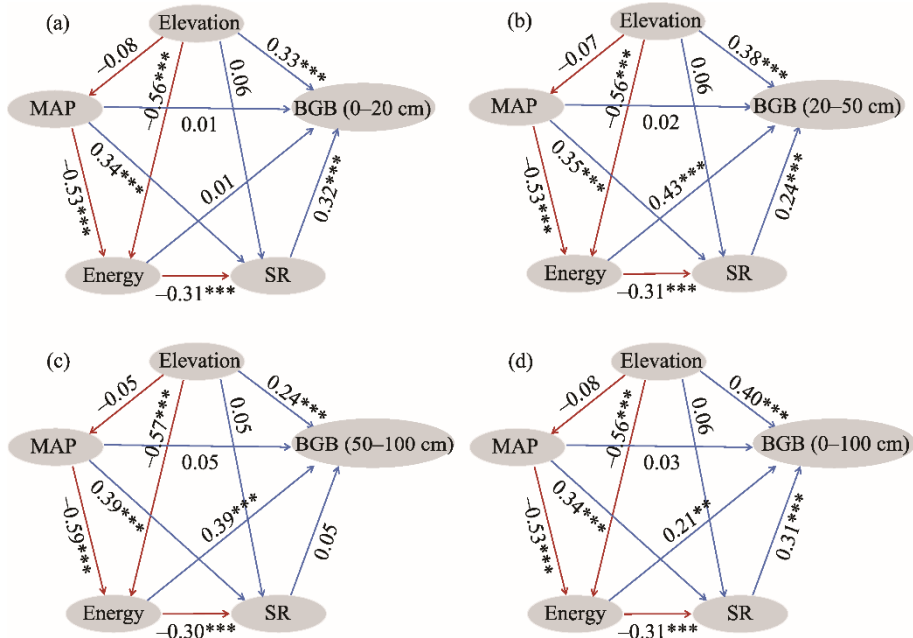 (a)
Elevation
–0.08
–0.56***
0.06
0.33***
MAP
BGB (0–20 cm)
0.01
–0.53***
0.34***
0.01
0.32***
Energy
SR
–0.31***
(b)
Elevation
–0.07
–0.56***
0.06
0.38***
MAP
BGB (20–50 cm)
0.02
–0.53***
0.35***
0.43***
0.24***
Energy
SR
–0.31***
(c)
Elevation
–0.05
–0.57***
0.05
0.24***
MAP
BGB (50–100 cm)
0.05
–0.59***
0.39***
0.39***
0.05
Energy
SR
–0.30***
(d)
Elevation
–0.08
–0.56***
0.06
0.40***
MAP
BGB (0–100 cm)
0.03
–0.53***
0.34***
0.21**
0.31***
Energy
SR
–0.31***